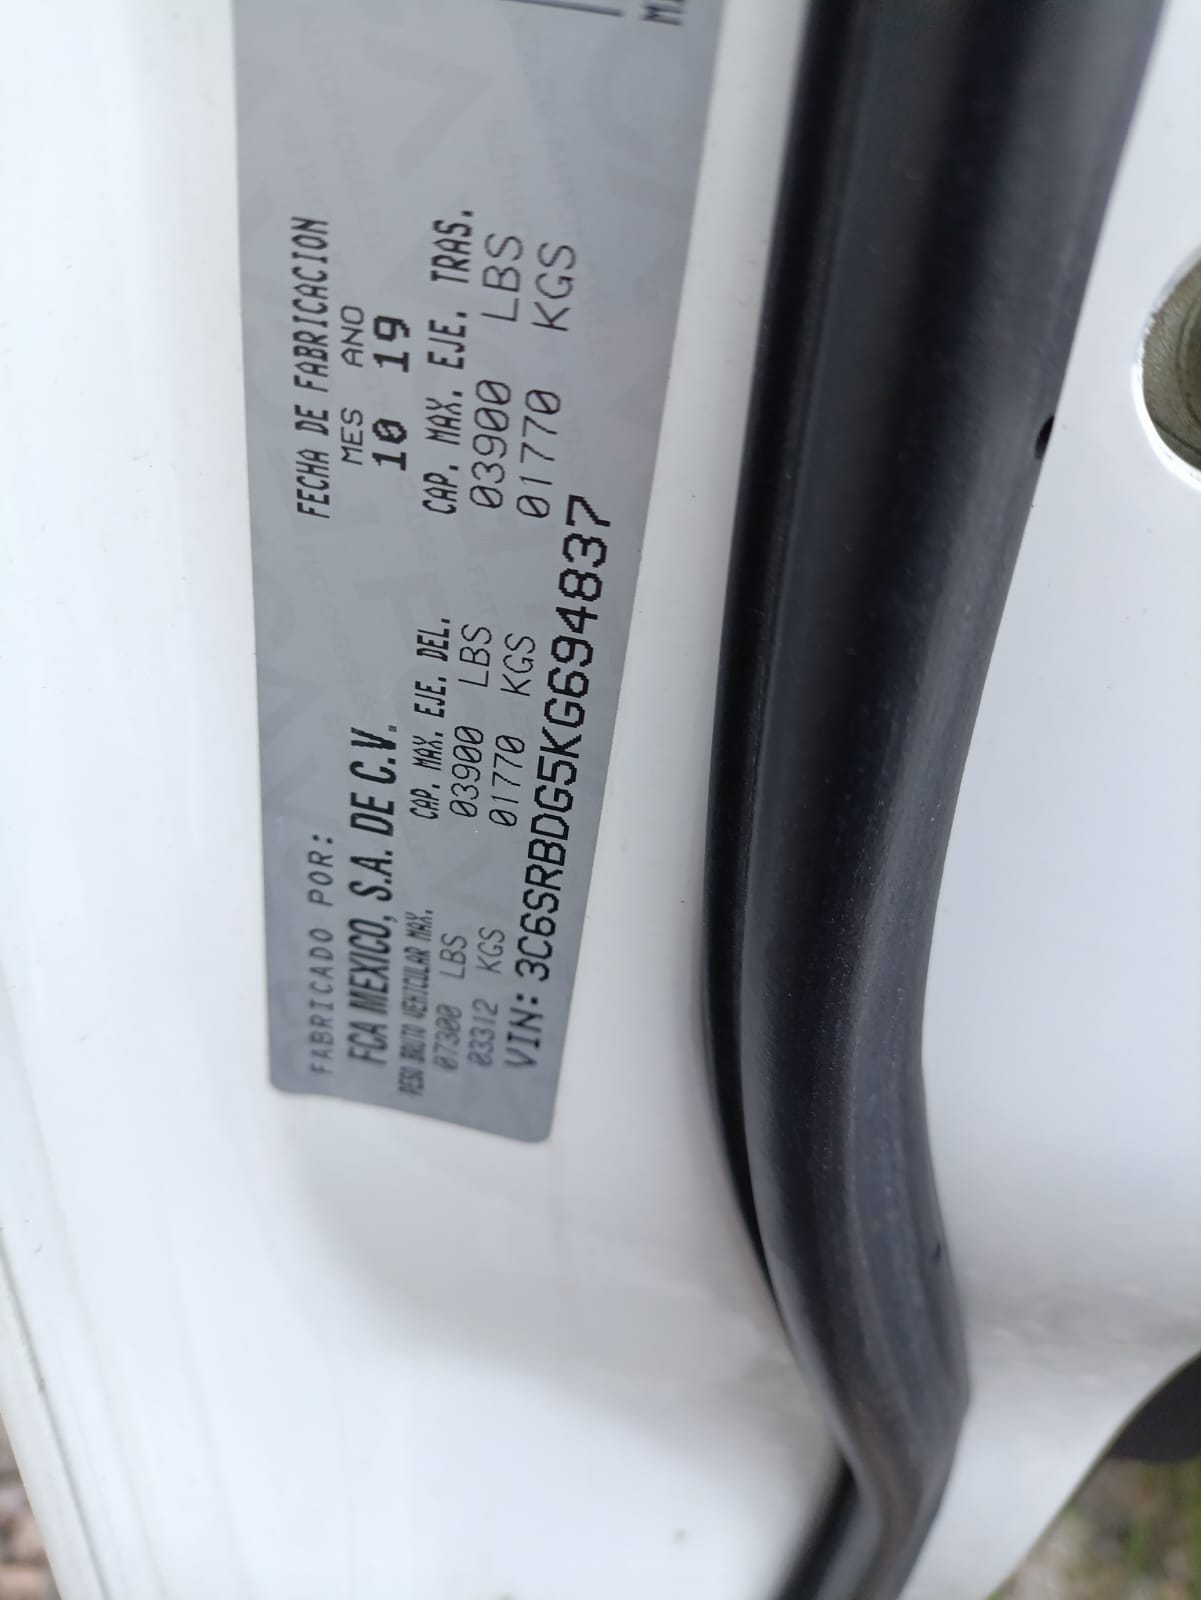 FABRICADO POR:
FCA MEXICO, S.A. DE C.V.
FECHA DE FABRICACION
MES ANO
10 19
PESO BRUTO VEHICULAR MAX.
07300 LBS
03312 KGS
CAP. MAX. EJE. DEL.
03900 LBS
01770 KGS
CAP. MAX. EJE. TRAS.
03900 LBS
01770 KGS
VIN: 3C6SRBDG5KG694837